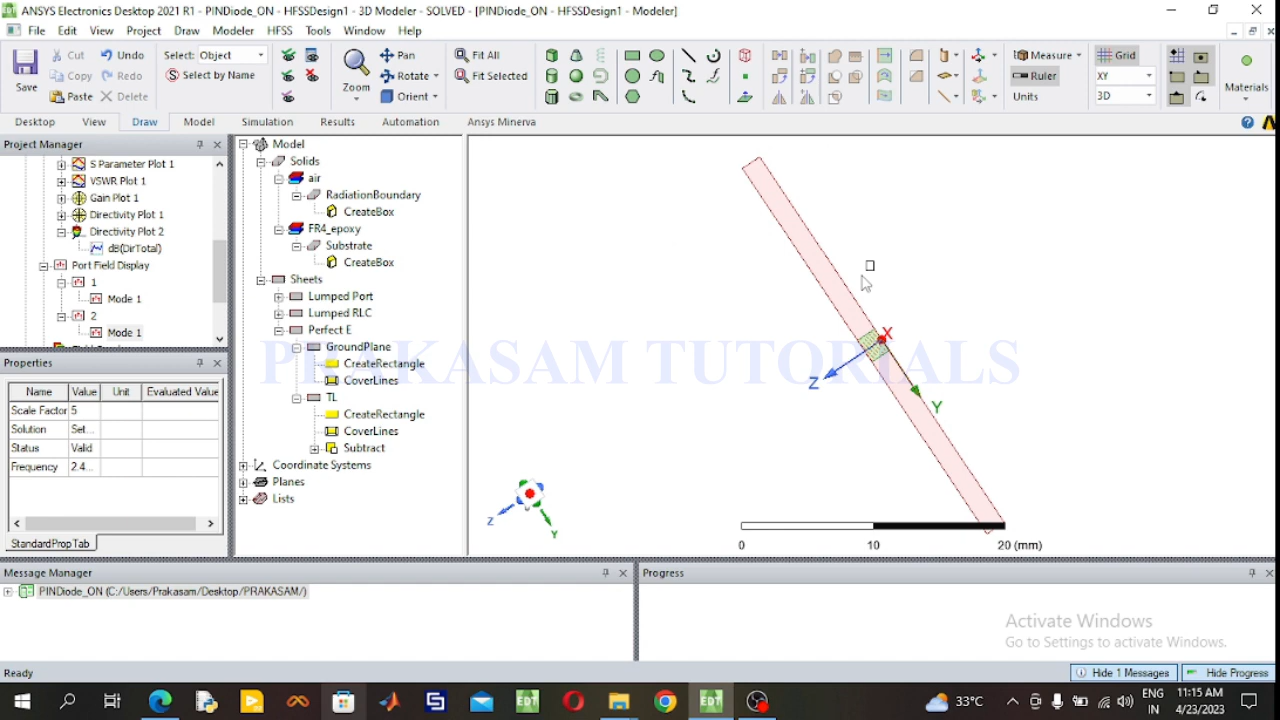 ANSYS Electronics Desktop 2021 R1 - PINDiode_ON - HFSSDesign1 - 3D Modeler - SOLVED - [PINDiode_ON - HFSSDesign1 - Modeler]
File Edit View Project Draw Modeler HFSS Tools Window Help
Save
Cut Undo
Copy Redo
Paste Delete
Select: Object
Select by Name
Zoom
Pan
Rotate
Orient
Fit All
Fit Selected
Measure
Ruler
Units
Grid
XY
3D
Materials
Desktop View Draw Model Simulation Results Automation Ansys Minerva
Project Manager
S Parameter Plot 1
VSWR Plot 1
Gain Plot 1
Directivity Plot 1
Directivity Plot 2
dB(DirTotal)
Port Field Display
1
Mode 1
2
Mode 1
Properties
Name Value Unit Evaluated Value
Scale Factor 5
Solution Set...
Status Valid
Frequency 2.4...
StandardPropTab
Model
Solids
air
RadiationBoundary
CreateBox
FR4_epoxy
Substrate
CreateBox
Sheets
Lumped Port
Lumped RLC
Perfect E
GroundPlane
CreateRectangle
CoverLines
TL
CreateRectangle
CoverLines
Subtract
Coordinate Systems
Planes
Lists
PRAKASAM TUTORIALS
X
Z
Y
Z
Y
0 10 20 (mm)
Message Manager
PINDiode_ON (C:/Users/Prakasam/Desktop/PRAKASAM/)
Progress
Activate Windows
Go to Settings to activate Windows.
Ready
Hide 1 Messages
Hide Progress
EDT
EDT
33°C
ENG
IN
11:15 AM
4/23/2023